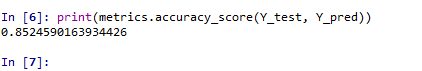 In [6]: print(metrics.accuracy_score(Y_test, Y_pred))
0.8524590163934426
In [7]: